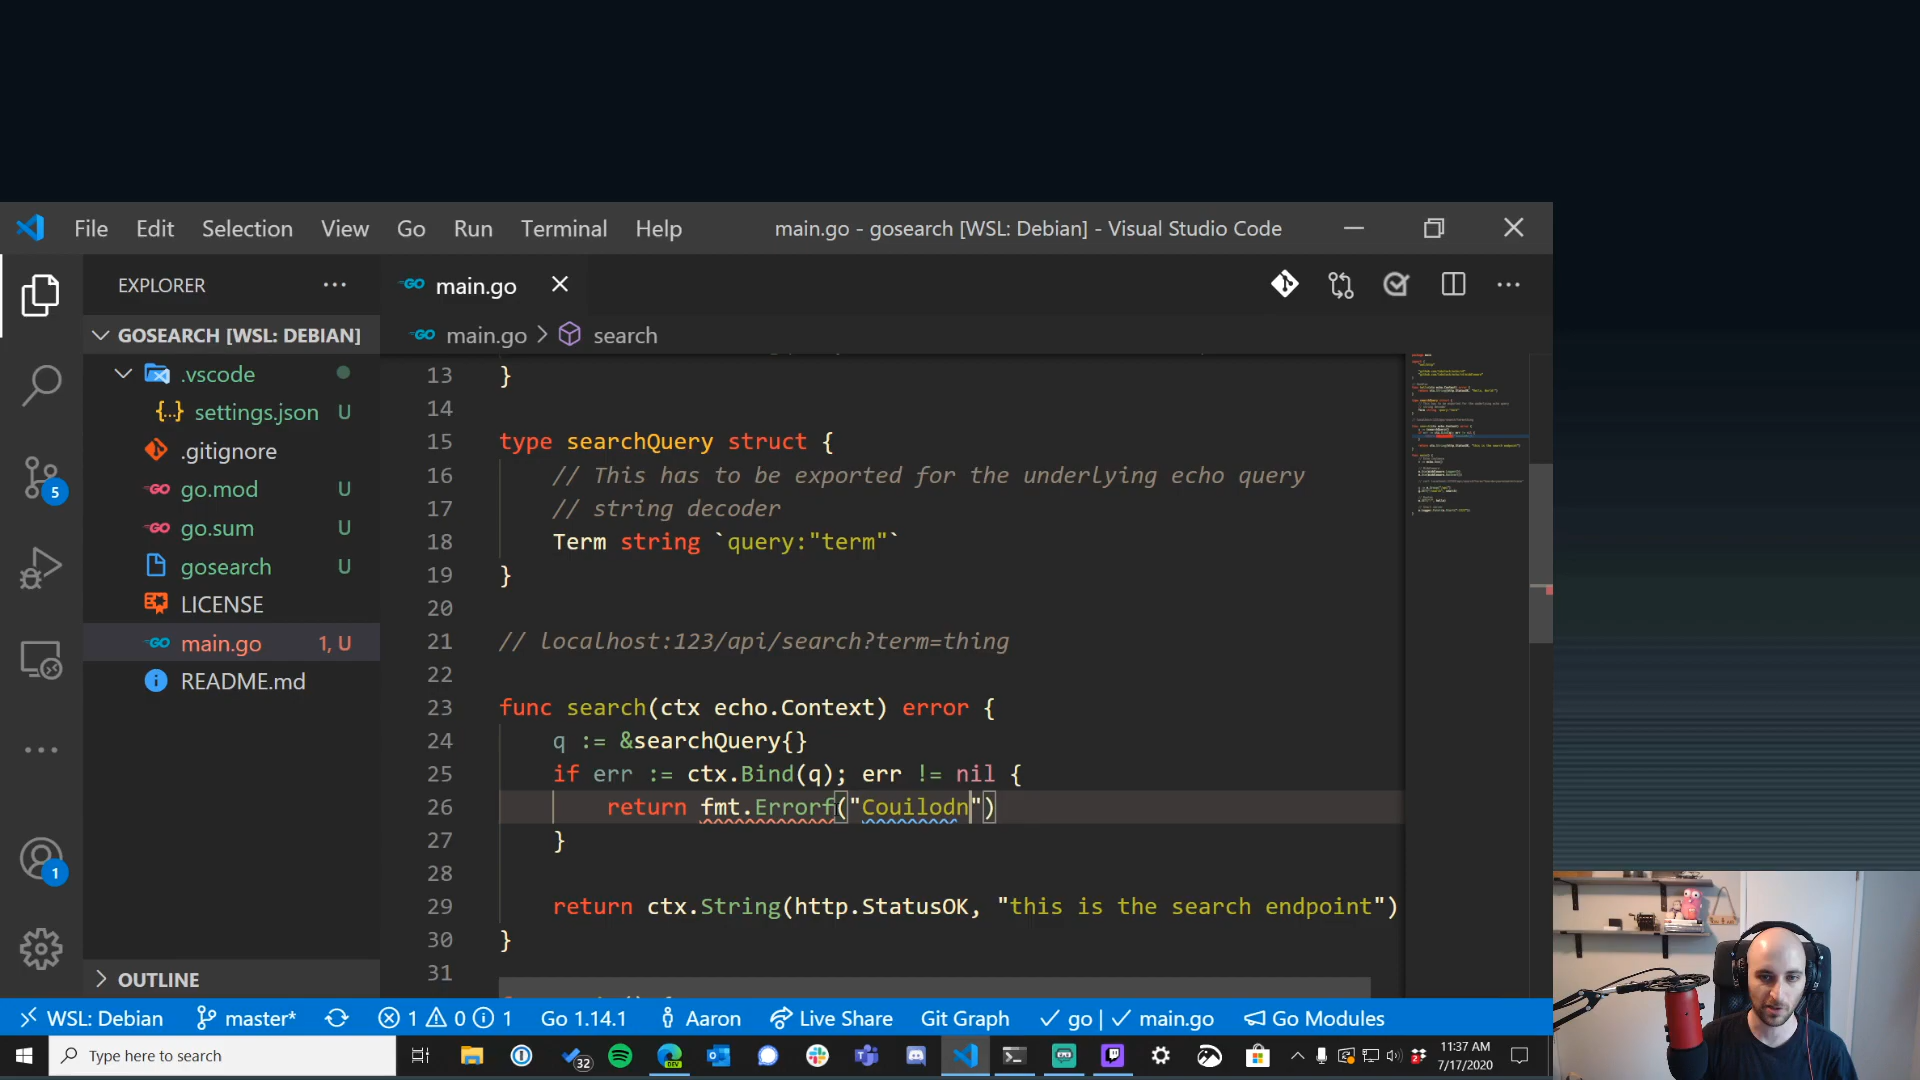 File Edit Selection View Go Run Terminal Help main.go - gosearch [WSL: Debian] - Visual Studio Code
EXPLORER
main.go
GOSEARCH [WSL: DEBIAN]
main.go > search
.vscode
settings.json U
.gitignore
go.mod U
go.sum U
gosearch U
LICENSE
main.go 1, U
README.md
OUTLINE
13 }
14
15 type searchQuery struct {
16 // This has to be exported for the underlying echo query
17 // string decoder
18 Term string `query:"term"`
19 }
20
21 // localhost:123/api/search?term=thing
22
23 func search(ctx echo.Context) error {
24 q := &searchQuery{}
25 if err := ctx.Bind(q); err != nil {
26 return fmt.Errorf("Couilodn")
27 }
28
29 return ctx.String(http.StatusOK, "this is the search endpoint")
30 }
31
5
1
WSL: Debian master* 1 0 1 Go 1.14.1 Aaron Live Share Git Graph go | main.go Go Modules
Type here to search
32
DEV
11:37 AM
7/17/2020